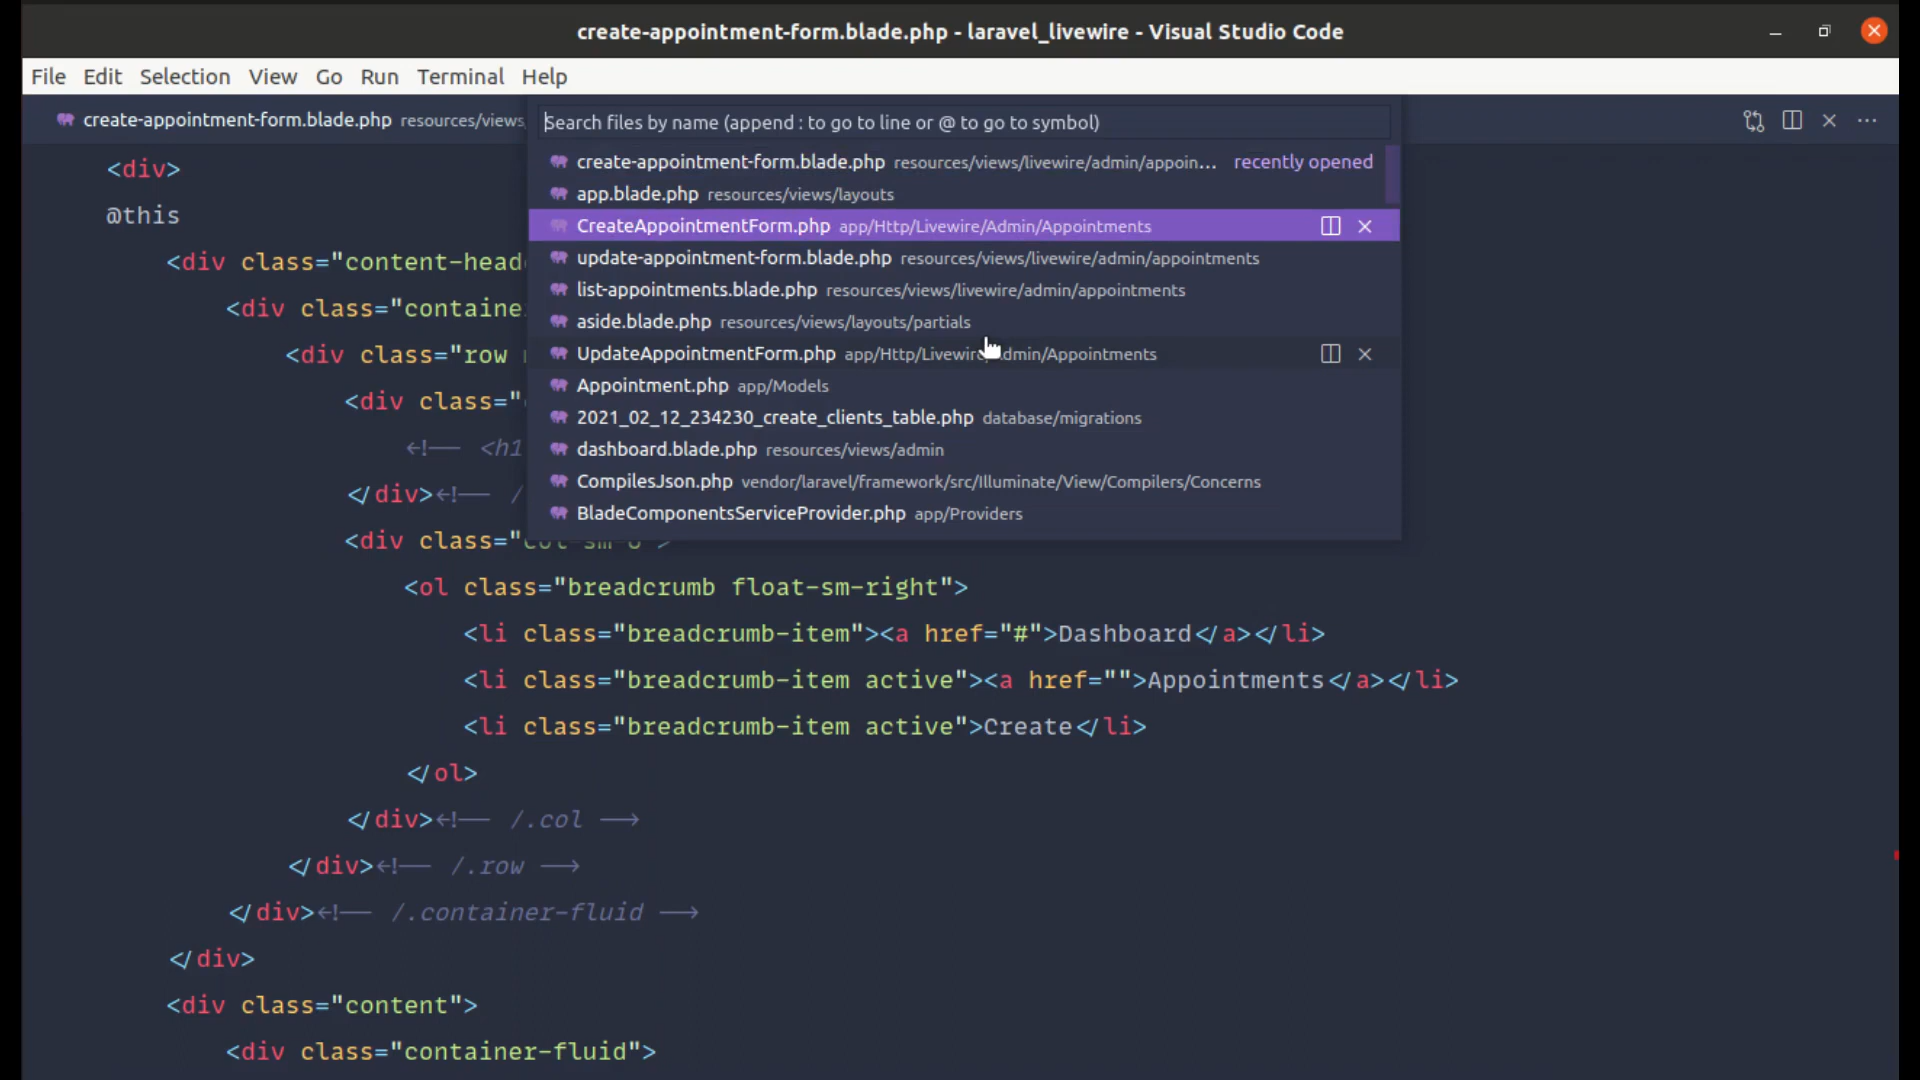 create-appointment-form.blade.php - laravel_livewire - Visual Studio Code
File Edit Selection View Go Run Terminal Help
create-appointment-form.blade.php resources/views
Search files by name (append : to go to line or @ to go to symbol)
create-appointment-form.blade.php resources/views/livewire/admin/appoin... recently opened
app.blade.php resources/views/layouts
CreateAppointmentForm.php app/Http/Livewire/Admin/Appointments
update-appointment-form.blade.php resources/views/livewire/admin/appointments
list-appointments.blade.php resources/views/livewire/admin/appointments
aside.blade.php resources/views/layouts/partials
UpdateAppointmentForm.php app/Http/Livewire/Admin/Appointments
Appointment.php app/Models
2021_02_12_234230_create_clients_table.php database/migrations
dashboard.blade.php resources/views/admin
CompilesJson.php vendor/laravel/framework/src/Illuminate/View/Compilers/Concerns
BladeComponentsServiceProvider.php app/Providers
<div>
@this
<div class="content-head
<div class="containe
<div class="row
<div class="
<!-- <h1
</div><!-- /
<div class="col-sm-6">
<ol class="breadcrumb float-sm-right">
<li class="breadcrumb-item"><a href="#">Dashboard</a></li>
<li class="breadcrumb-item active"><a href="">Appointments</a></li>
<li class="breadcrumb-item active">Create</li>
</ol>
</div><!-- /.col -->
</div><!-- /.row -->
</div><!-- /.container-fluid -->
</div>
<div class="content">
<div class="container-fluid">